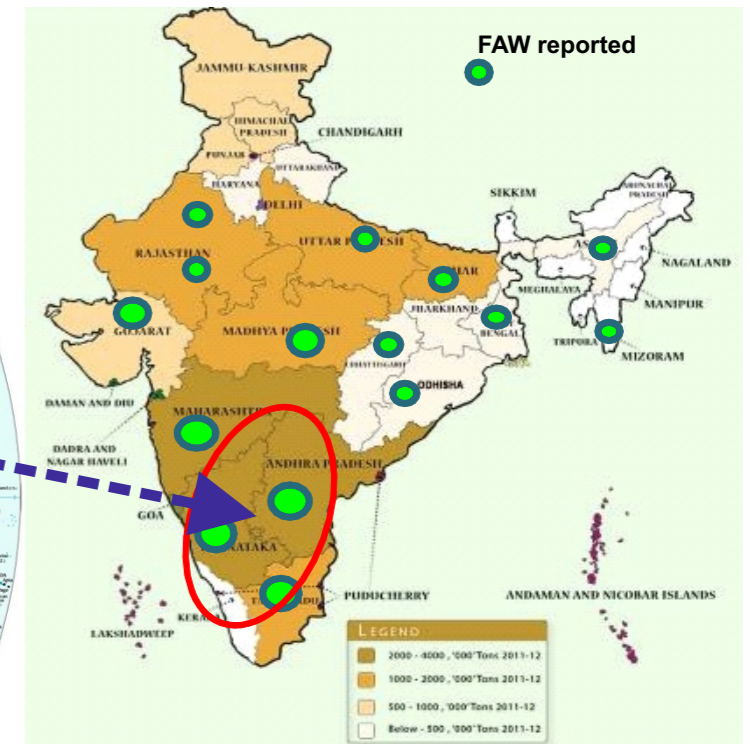 FAW reported
JAMMU-KASHMIR
HIMACHAL
PRADESH
CHANDIGARH
PUNJAB
UTTARAKHAND
HARYANA
DELHI
SIKKIM
ARUNACHAL
PRADESH
RAJASTHAN
UTTAR PRADESH
NAGALAND
MEGHALAYA
MANIPUR
JHARKHAND
BENGAL
GUJARAT
MADHYA PRADESH
TRIPURA
MIZORAM
CHHATTISGARH
ODHISHA
DAMAN AND DIU
MAHARASHTRA
DADRA AND
NAGAR HAVELI
ANDHRA PRADESH
GOA
KARNATAKA
PUDUCHERRY
ANDAMAN AND NICOBAR ISLANDS
LAKSHADWEEP
LEGEND
2000 - 4000 , '000' Tons 2011-12
1000 - 2000 , '000' Tons 2011-12
500 - 1000 , '000' Tons 2011-12
Below - 500 , '000' Tons 2011-12